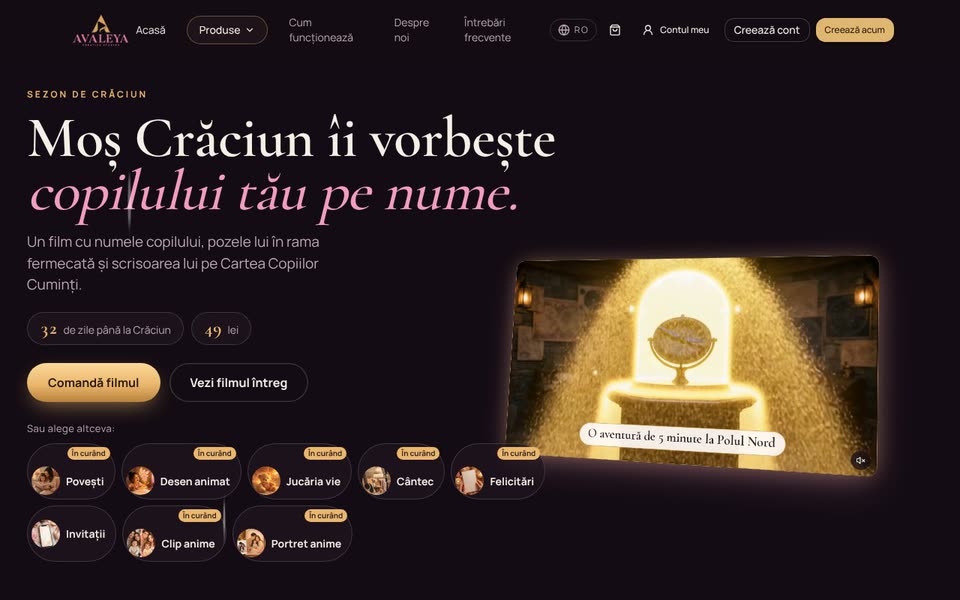 AVALEYA
Acasă
Produse
Cum funcționează
Despre noi
Întrebări frecvente
RO
Contul meu
Creează cont
Creează acum
SEZON DE CRĂCIUN
Moș Crăciun îi vorbește
copilului tău pe nume.
Un film cu numele copilului, pozele lui în rama
fermecată și scrisoarea lui pe Cartea Copiilor
Cuminți.
32 de zile până la Crăciun
49 lei
Comandă filmul
Vezi filmul întreg
O aventură de 5 minute la Polul Nord
Sau alege altceva:
În curând
Povești
În curând
Desen animat
În curând
Jucăria vie
În curând
Cântec
În curând
Felicitări
Invitații
În curând
Clip anime
În curând
Portret anime